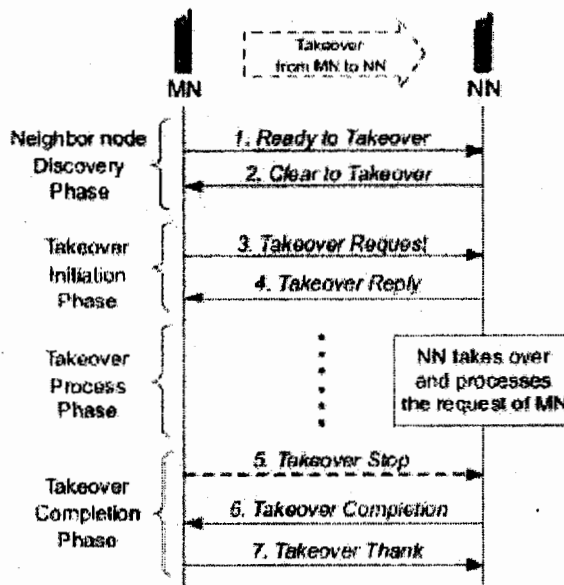 Takeover
from MN to NN
MN
NN
Neighbor node
Discovery
Phase
1. Ready to Takeover
2. Clear to Takeover
Takeover
Initiation
Phase
3. Takeover Request
4. Takeover Reply
Takeover
Process
Phase
NN takes over
and processes
the request of MN
Takeover
Completion
Phase
5. Takeover Stop
6. Takeover Completion
7. Takeover Thank